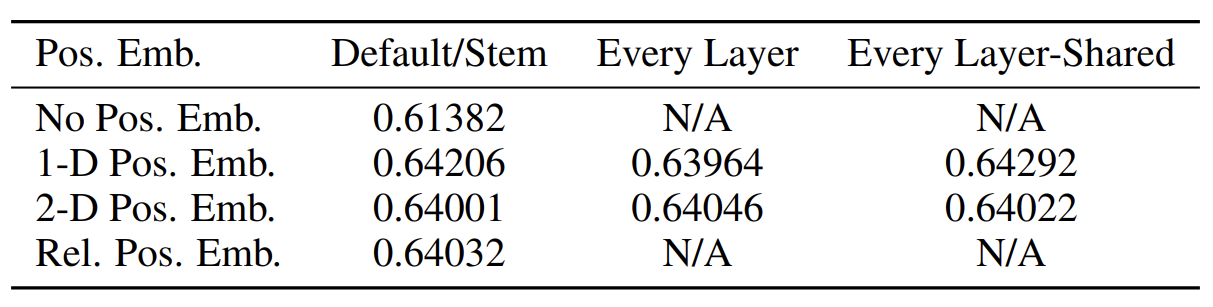 Pos. Emb. Default/Stem Every Layer Every Layer-Shared
No Pos. Emb. 0.61382 N/A N/A
1-D Pos. Emb. 0.64206 0.63964 0.64292
2-D Pos. Emb. 0.64001 0.64046 0.64022
Rel. Pos. Emb. 0.64032 N/A N/A